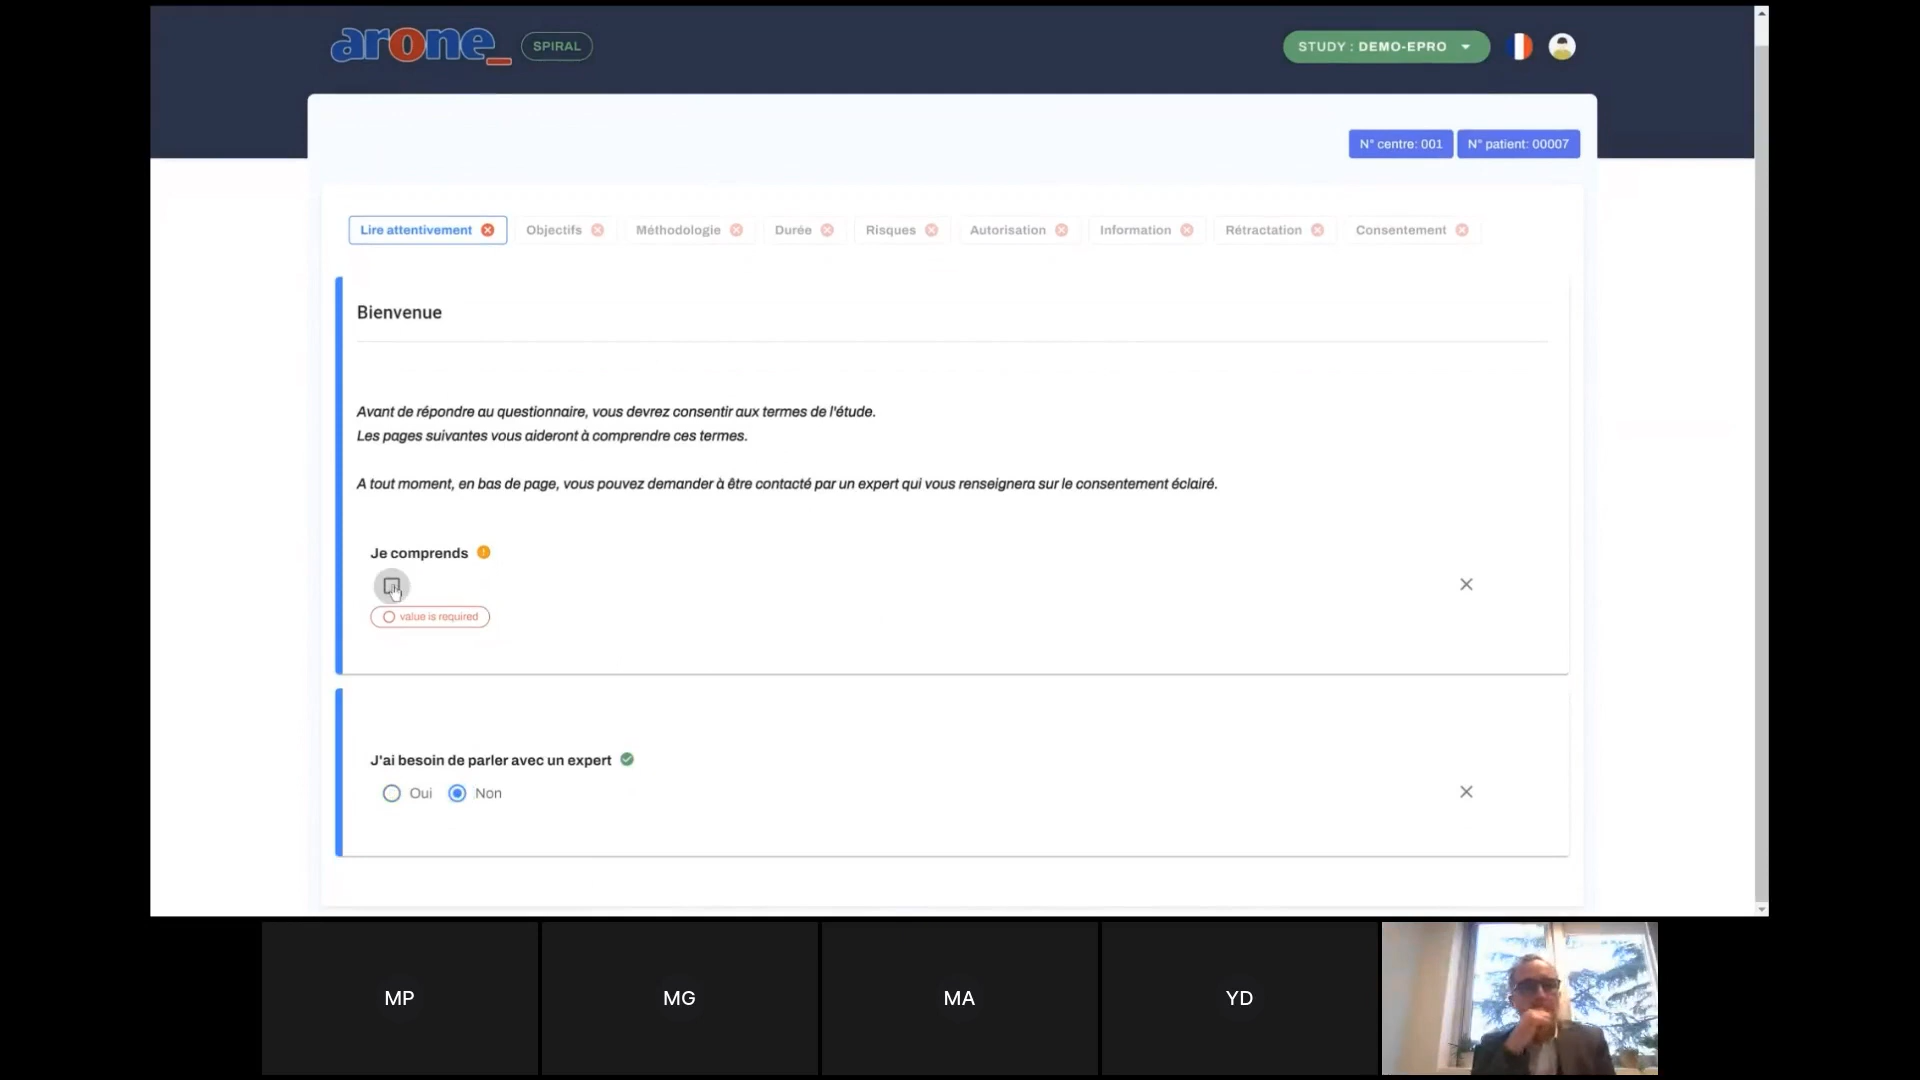 arone_
SPIRAL
STUDY : DEMO-EPRO
N° centre: 001
N° patient: 00007
Lire attentivement
Objectifs
Méthodologie
Durée
Risques
Autorisation
Information
Rétractation
Consentement
Bienvenue
Avant de répondre au questionnaire, vous devrez consentir aux termes de l'étude.
Les pages suivantes vous aideront à comprendre ces termes.
A tout moment, en bas de page, vous pouvez demander à être contacté par un expert qui vous renseignera sur le consentement éclairé.
Je comprends
value is required
J'ai besoin de parler avec un expert
Oui
Non
MP
MG
MA
YD